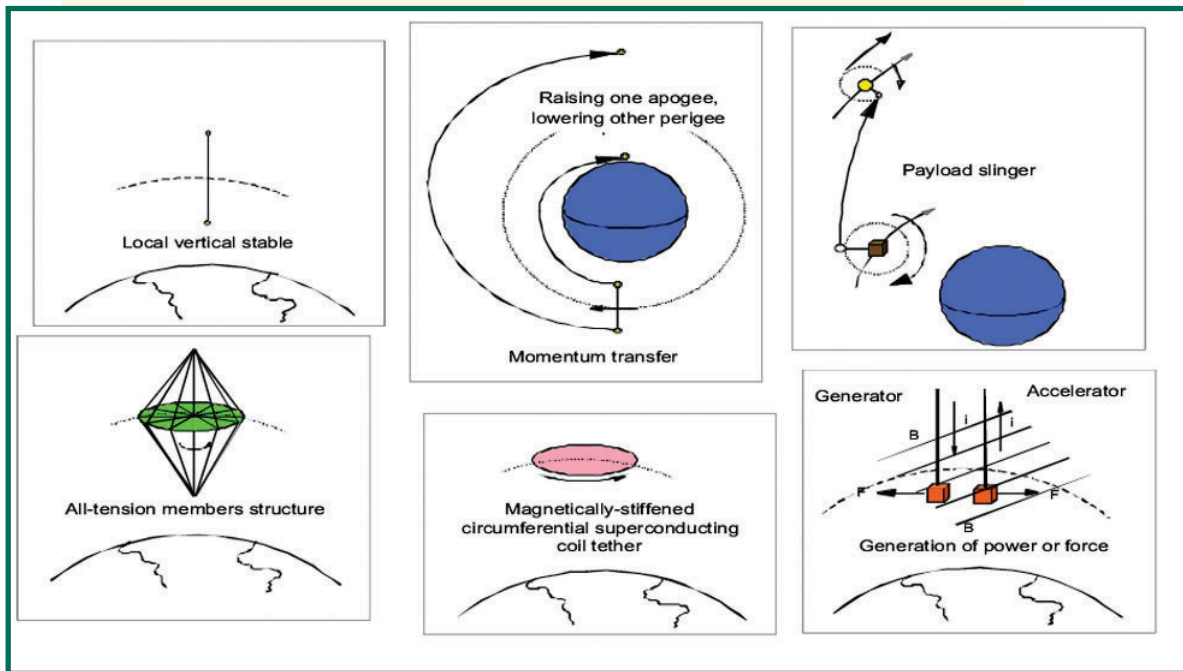 Local vertical stable
Raising one apogee,
lowering other perigee
Momentum transfer
Payload slinger
All-tension members structure
Magnetically-stiffened
circumferential superconducting
coil tether
Generator
Accelerator
B
i
i
F
F
B
Generation of power or force